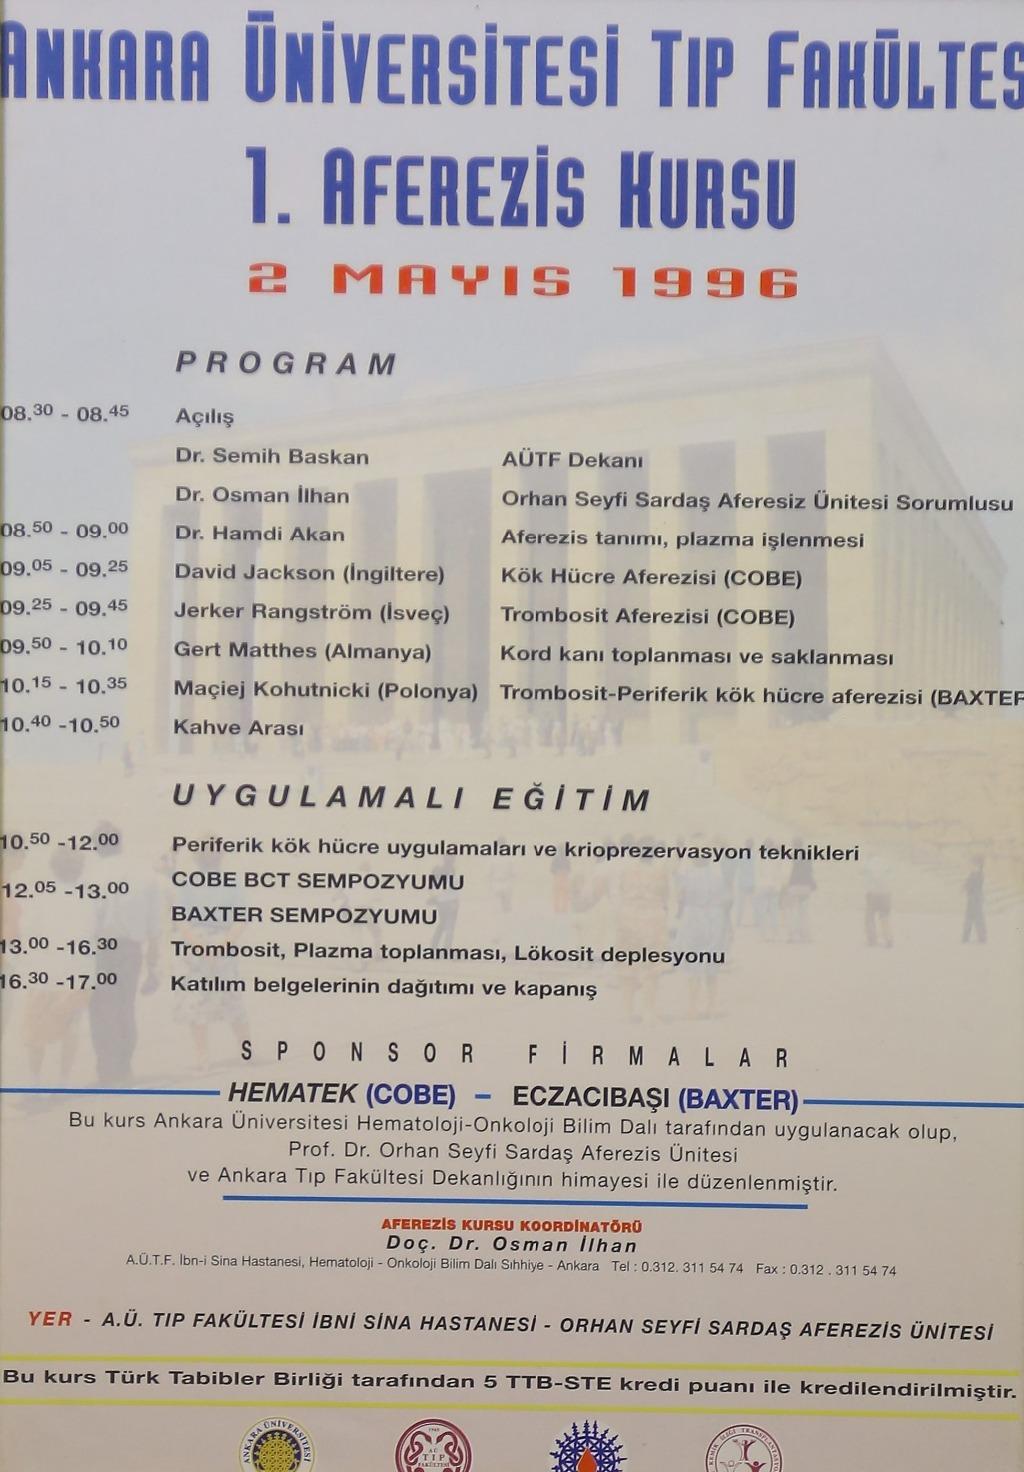 ANKARA ÜNİVERSİTESİ TIP FAKÜLTES
1. AFEREZİS KURSU
2 MAYIS 1996
PROGRAM
08.30 - 08.45 Açılış
Dr. Semih Baskan AÜTF Dekanı
Dr. Osman İlhan Orhan Seyfi Sardaş Aferesiz Ünitesi Sorumlusu
08.50 - 09.00 Dr. Hamdi Akan Aferezis tanımı, plazma işlenmesi
09.05 - 09.25 David Jackson (İngiltere) Kök Hücre Aferezisi (COBE)
09.25 - 09.45 Jerker Rangström (İsveç) Trombosit Aferezisi (COBE)
09.50 - 10.10 Gert Matthes (Almanya) Kord kanı toplanması ve saklanması
10.15 - 10.35 Maçiej Kohutnicki (Polonya) Trombosit-Periferik kök hücre aferezisi (BAXTER
10.40 -10.50 Kahve Arası
UYGULAMALI EĞİTİM
10.50 -12.00 Periferik kök hücre uygulamaları ve krioprezervasyon teknikleri
12.05 -13.00 COBE BCT SEMPOZYUMU
BAXTER SEMPOZYUMU
13.00 -16.30 Trombosit, Plazma toplanması, Lökosit deplesyonu
16.30 -17.00 Katılım belgelerinin dağıtımı ve kapanış
SPONSOR FİRMALAR
HEMATEK (COBE) – ECZACIBAŞI (BAXTER)
Bu kurs Ankara Üniversitesi Hematoloji-Onkoloji Bilim Dalı tarafından uygulanacak olup,
Prof. Dr. Orhan Seyfi Sardaş Aferezis Ünitesi
ve Ankara Tıp Fakültesi Dekanlığının himayesi ile düzenlenmiştir.
AFEREZİS KURSU KOORDİNATÖRÜ
Doç. Dr. Osman İlhan
A.Ü.T.F. İbn-i Sina Hastanesi, Hematoloji - Onkoloji Bilim Dalı Sıhhiye - Ankara Tel : 0.312. 311 54 74 Fax : 0.312 . 311 54 74
YER - A.Ü. TIP FAKÜLTESİ İBNİ SİNA HASTANESİ - ORHAN SEYFİ SARDAŞ AFEREZİS ÜNİTESİ
Bu kurs Türk Tabibler Birliği tarafından 5 TTB-STE kredi puanı ile kredilendirilmiştir.
ANKARA ÜNİVERSİTESİ
1945
AÜ
TIP
FAKÜLTESİ